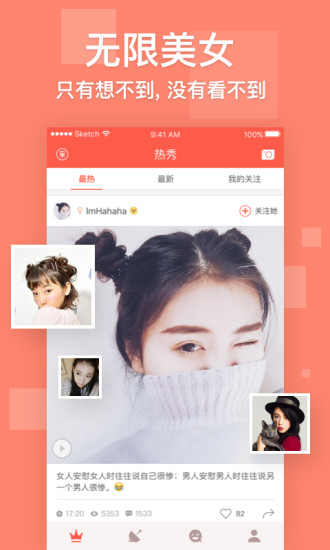 无限美女
只有想不到, 没有看不到
Sketch
9:41 AM
100%
热秀
最热
最新
我的关注
ImHahaha
关注她
女人安慰女人时往往说自己很惨；男人安慰男人时往往说另
一个男人很惨。😂
17:20
5353
1533
82